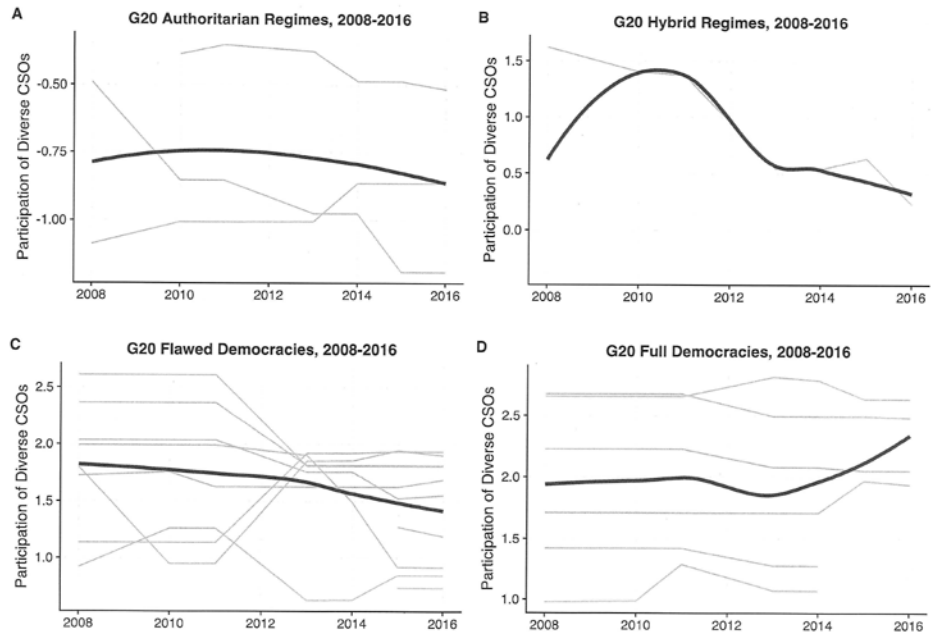 A
G20 Authoritarian Regimes, 2008-2016
Participation of Diverse CSOs
-0.50
-0.75
-1.00
2008
2010
2012
2014
2016
B
G20 Hybrid Regimes, 2008-2016
Participation of Diverse CSOs
1.5
1.0
0.5
0.0
2008
2010
2012
2014
2016
C
G20 Flawed Democracies, 2008-2016
Participation of Diverse CSOs
2.5
2.0
1.5
1.0
2008
2010
2012
2014
2016
D
G20 Full Democracies, 2008-2016
Participation of Diverse CSOs
2.5
2.0
1.5
1.0
2008
2010
2012
2014
2016